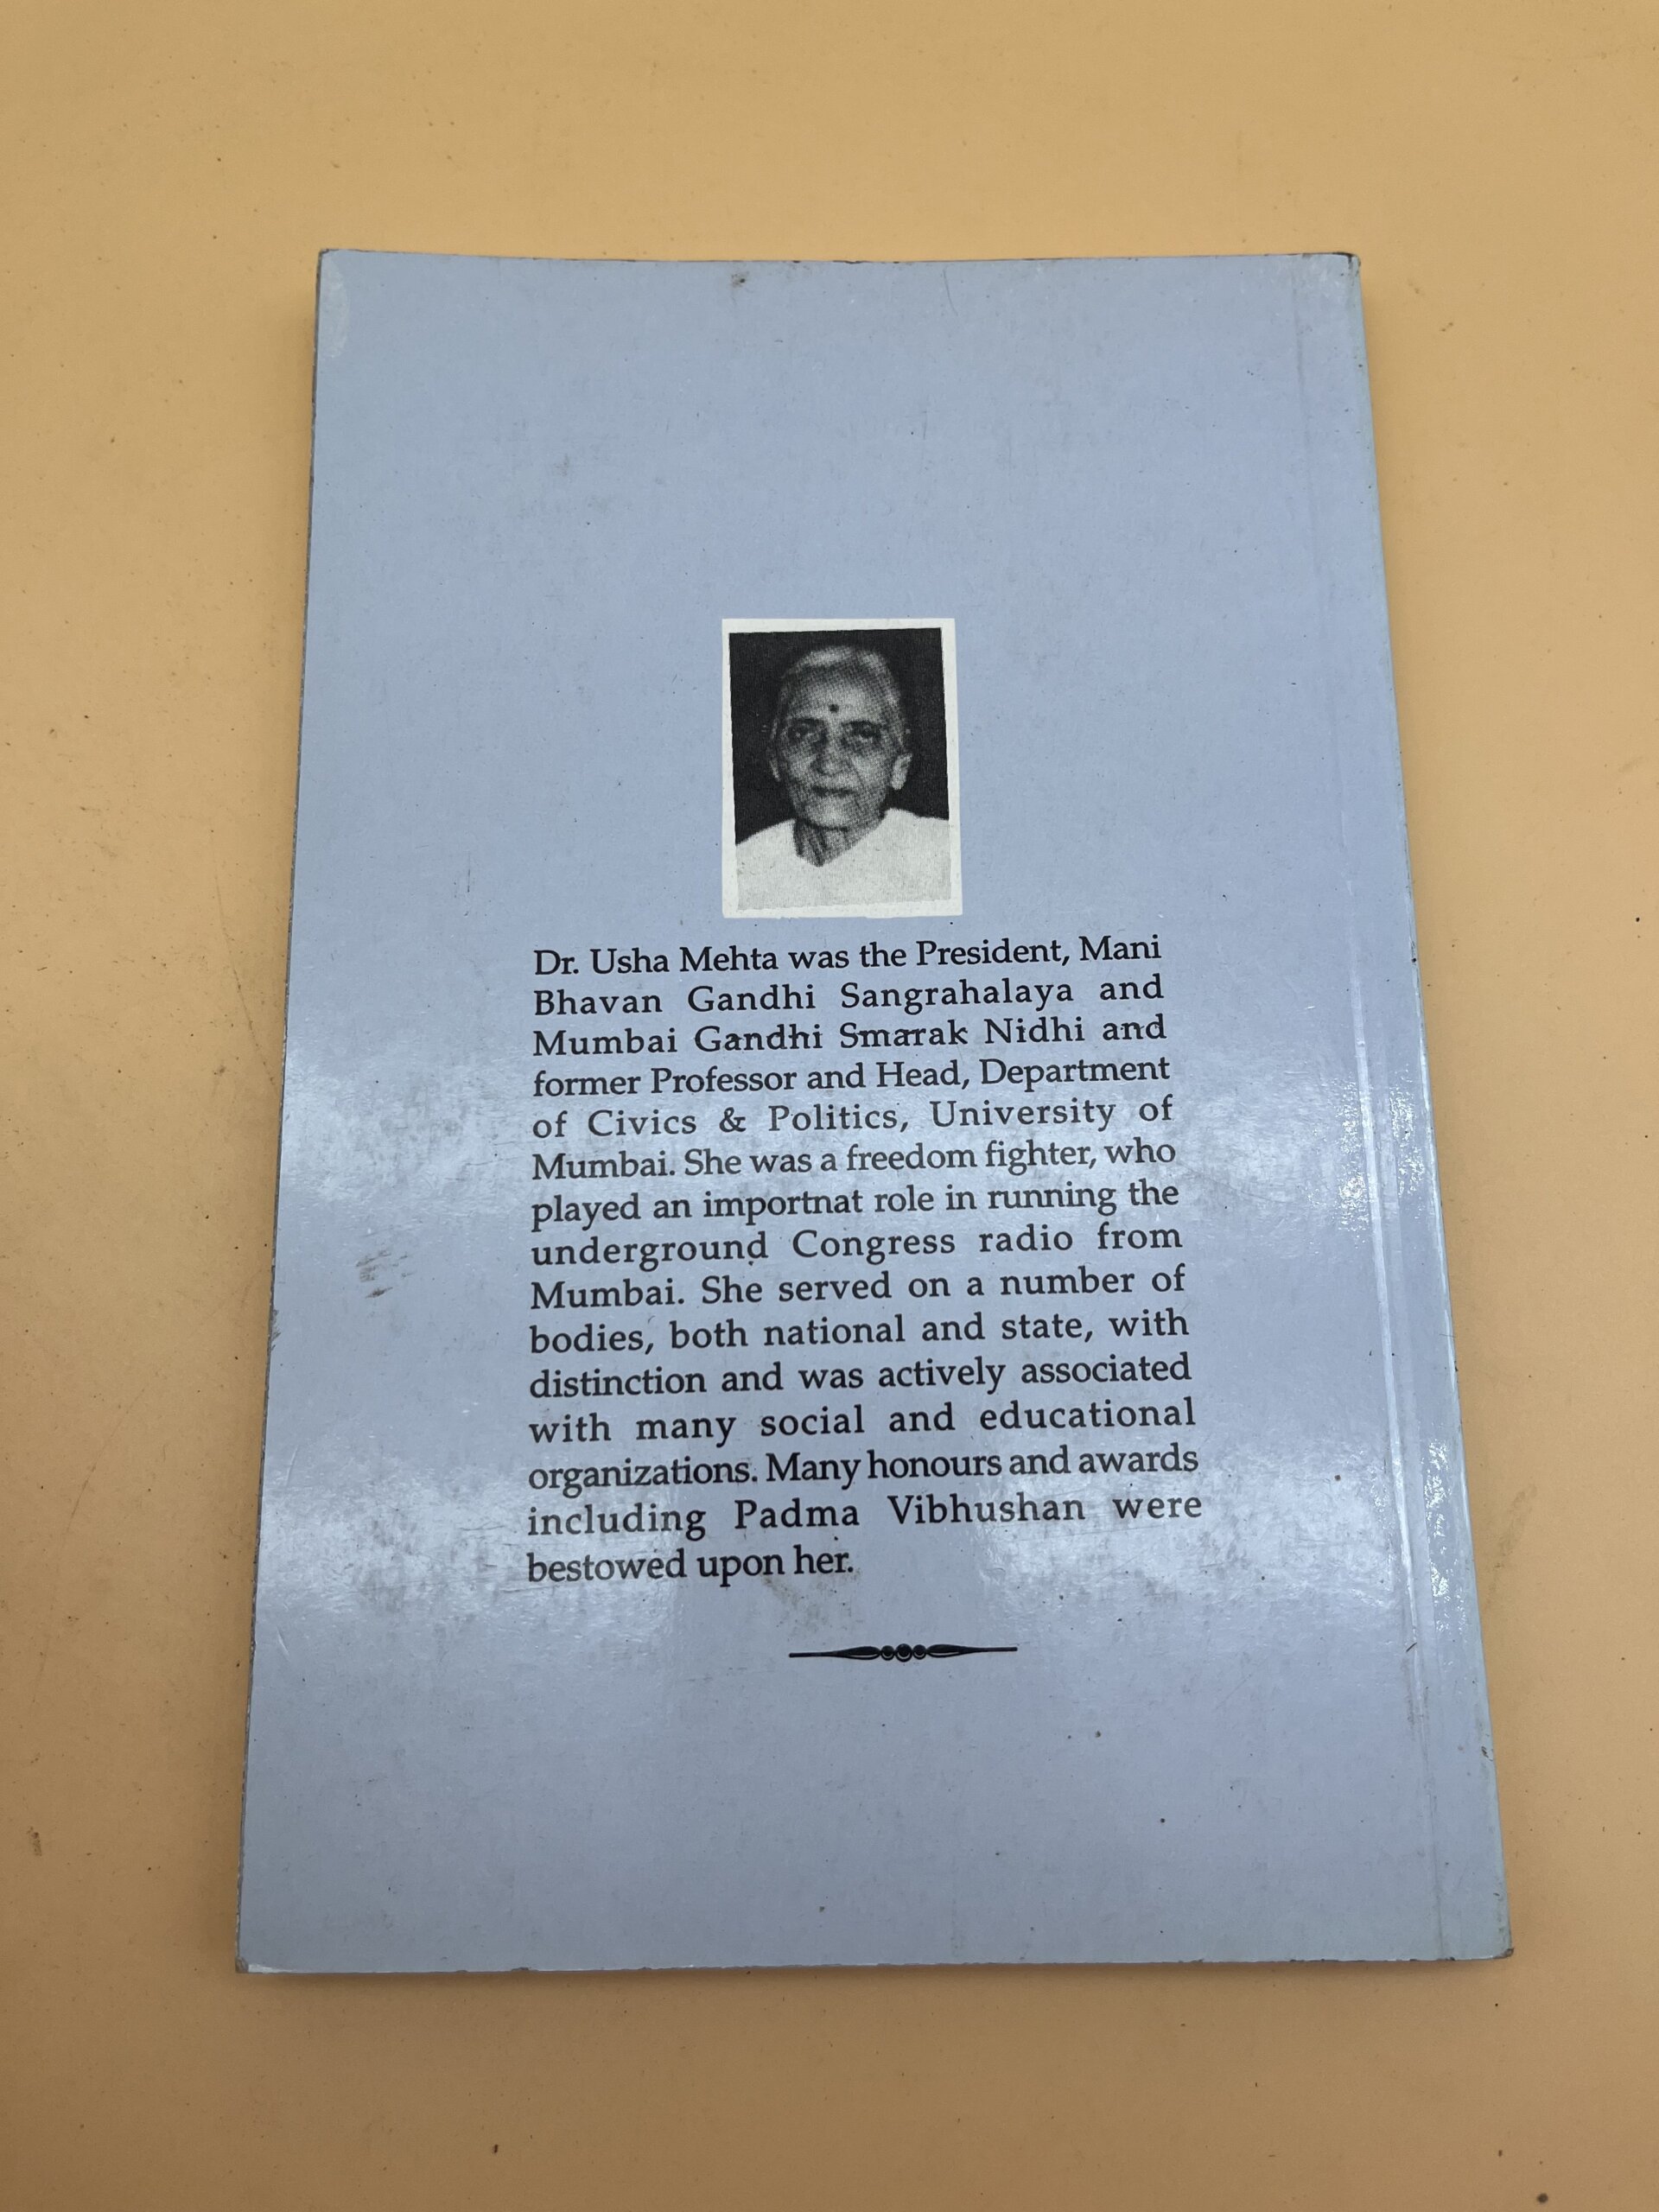 Dr. Usha Mehta was the President, Mani
Bhavan Gandhi Sangrahalaya and
Mumbai Gandhi Smarak Nidhi and
former Professor and Head, Department
of Civics & Politics, University of
Mumbai. She was a freedom fighter, who
played an importnat role in running the
underground Congress radio from
Mumbai. She served on a number of
bodies, both national and state, with
distinction and was actively associated
with many social and educational
organizations. Many honours and awards
including Padma Vibhushan were
bestowed upon her.